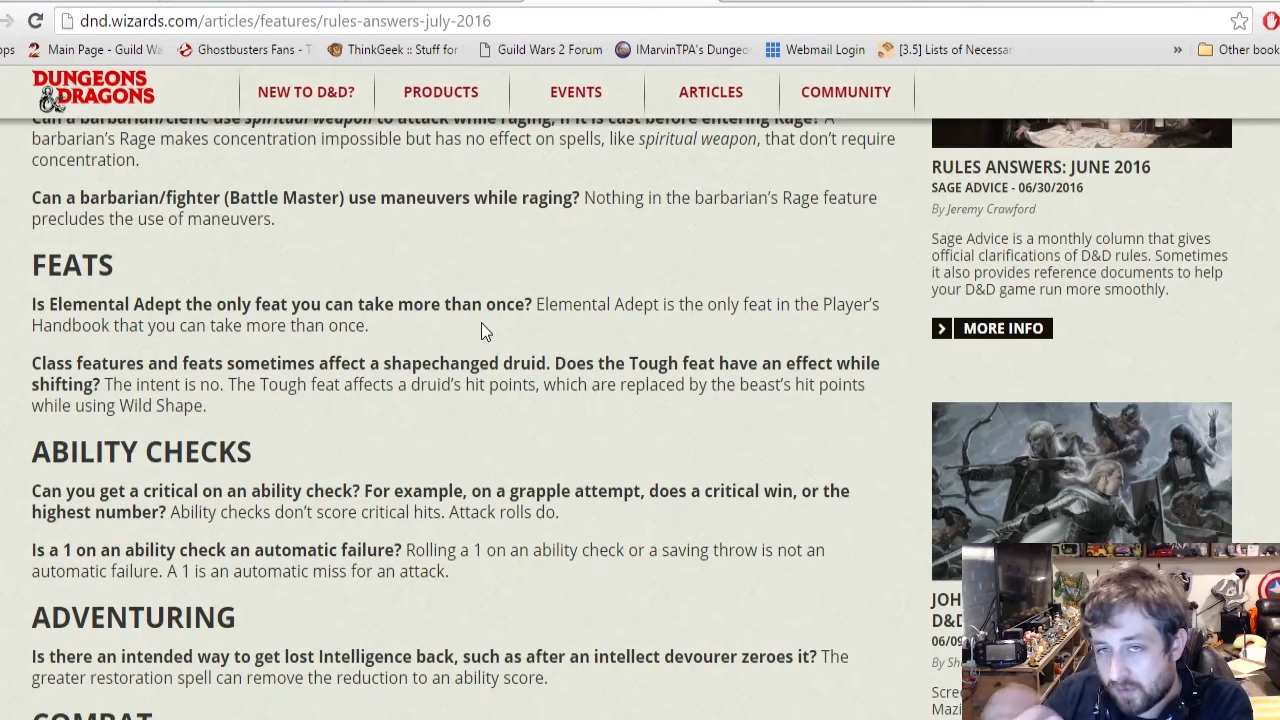 dnd.wizards.com/articles/features/rules-answers-july-2016
Main Page - Guild Wa
Ghostbusters Fans - T
ThinkGeek :: Stuff for
Guild Wars 2 Forum
IMarvinTPA's Dungeo
Webmail Login
[3.5] Lists of Necessar
»
Other book
DUNGEONS
& DRAGONS
NEW TO D&D?
PRODUCTS
EVENTS
ARTICLES
COMMUNITY
Can a barbarian/cleric use spiritual weapon to attack while raging, if it is cast before entering Rage? A
barbarian's Rage makes concentration impossible but has no effect on spells, like spiritual weapon, that don't require
concentration.
Can a barbarian/fighter (Battle Master) use maneuvers while raging? Nothing in the barbarian's Rage feature
precludes the use of maneuvers.
FEATS
Is Elemental Adept the only feat you can take more than once? Elemental Adept is the only feat in the Player's
Handbook that you can take more than once.
Class features and feats sometimes affect a shapechanged druid. Does the Tough feat have an effect while
shifting? The intent is no. The Tough feat affects a druid's hit points, which are replaced by the beast's hit points
while using Wild Shape.
ABILITY CHECKS
Can you get a critical on an ability check? For example, on a grapple attempt, does a critical win, or the
highest number? Ability checks don't score critical hits. Attack rolls do.
Is a 1 on an ability check an automatic failure? Rolling a 1 on an ability check or a saving throw is not an
automatic failure. A 1 is an automatic miss for an attack.
ADVENTURING
Is there an intended way to get lost Intelligence back, such as after an intellect devourer zeroes it? The
greater restoration spell can remove the reduction to an ability score.
COMBAT
RULES ANSWERS: JUNE 2016
SAGE ADVICE - 06/30/2016
By Jeremy Crawford
Sage Advice is a monthly column that gives
official clarifications of D&D rules. Sometimes
it also provides reference documents to help
your D&D game run more smoothly.
MORE INFO
JOH
D&D
06/09
By Sh
Scree
Mazi